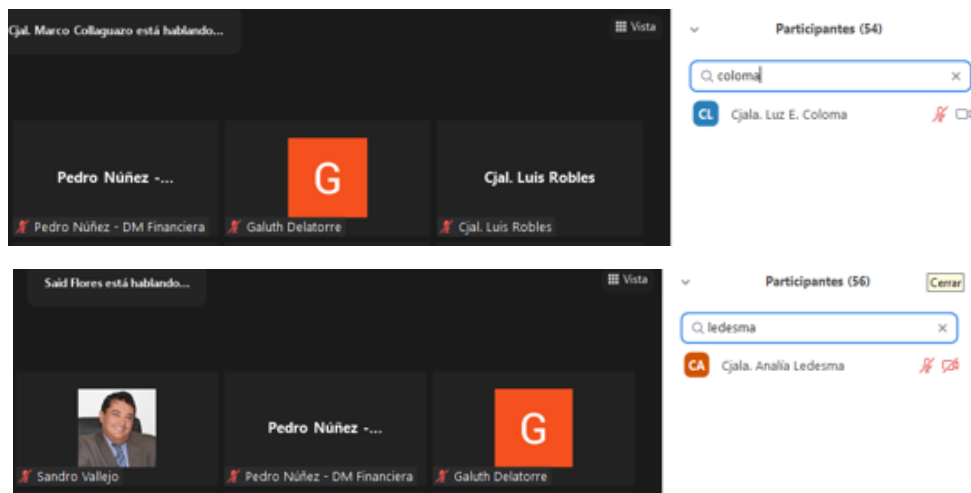 Cjal. Marco Collaguazo está hablando...
Vista
Participantes (54)
coloma
CL Cjala. Luz E. Coloma
Pedro Núñez -...
G
Cjal. Luis Robles
Pedro Núñez - DM Financiera
Galuth Delatorre
Cjal. Luis Robles
Said Flores está hablando...
Vista
Participantes (56)
Cerrar
ledesma
CA Cjala. Analía Ledesma
Pedro Núñez -...
G
Sandro Vallejo
Pedro Núñez - DM Financiera
Galuth Delatorre